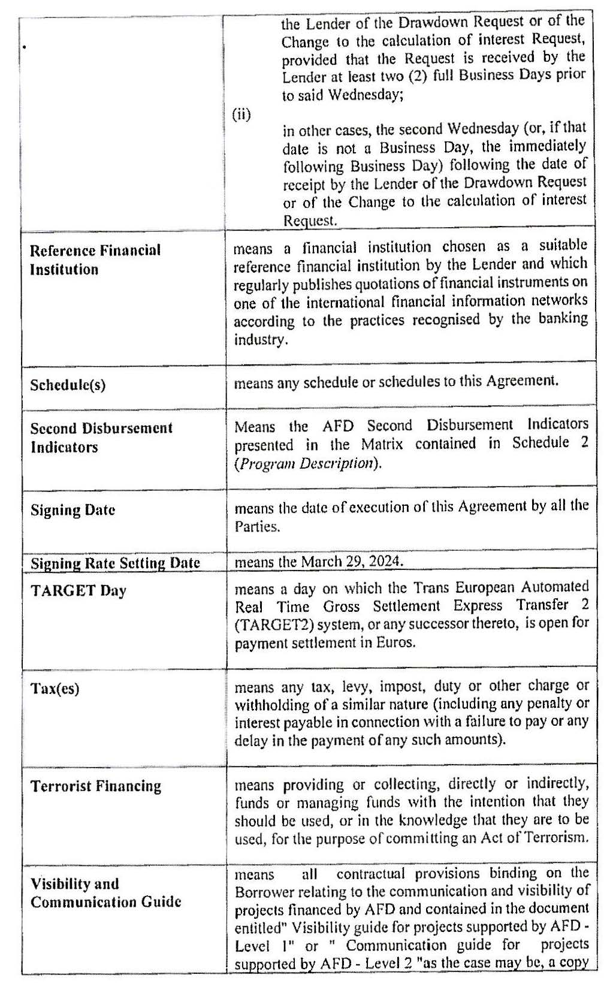 the Lender of the Drawdown Request or of the
Change to the calculation of interest Request,
provided that the Request is received by the
Lender at least two (2) full Business Days prior
to said Wednesday;
(ii)
in other cases, the second Wednesday (or, if that
date is not a Business Day, the immediately
following Business Day) following the date of
receipt by the Lender of the Drawdown Request
or of the Change to the calculation of interest
Request.
Reference Financial
Institution
means a financial institution chosen as a suitable
reference financial institution by the Lender and which
regularly publishes quotations of financial instruments on
one of the international financial information networks
according to the practices recognised by the banking
industry.
Schedule(s)
means any schedule or schedules to this Agreement.
Second Disbursement
Indicators
Means the AFD Second Disbursement Indicators
presented in the Matrix contained in Schedule 2
(Program Description).
Signing Date
means the date of execution of this Agreement by all the
Parties.
Signing Rate Setting Date
means the March 29, 2024.
TARGET Day
means a day on which the Trans European Automated
Real Time Gross Settlement Express Transfer 2
(TARGET2) system, or any successor thereto, is open for
payment settlement in Euros.
Tax(es)
means any tax, levy, impost, duty or other charge or
withholding of a similar nature (including any penalty or
interest payable in connection with a failure to pay or any
delay in the payment of any such amounts).
Terrorist Financing
means providing or collecting, directly or indirectly,
funds or managing funds with the intention that they
should be used, or in the knowledge that they are to be
used, for the purpose of committing an Act of Terrorism.
Visibility and
Communication Guide
means all contractual provisions binding on the
Borrower relating to the communication and visibility of
projects financed by AFD and contained in the document
entitled" Visibility guide for projects supported by AFD -
Level 1" or " Communication guide for projects
supported by AFD - Level 2 "as the case may be, a copy